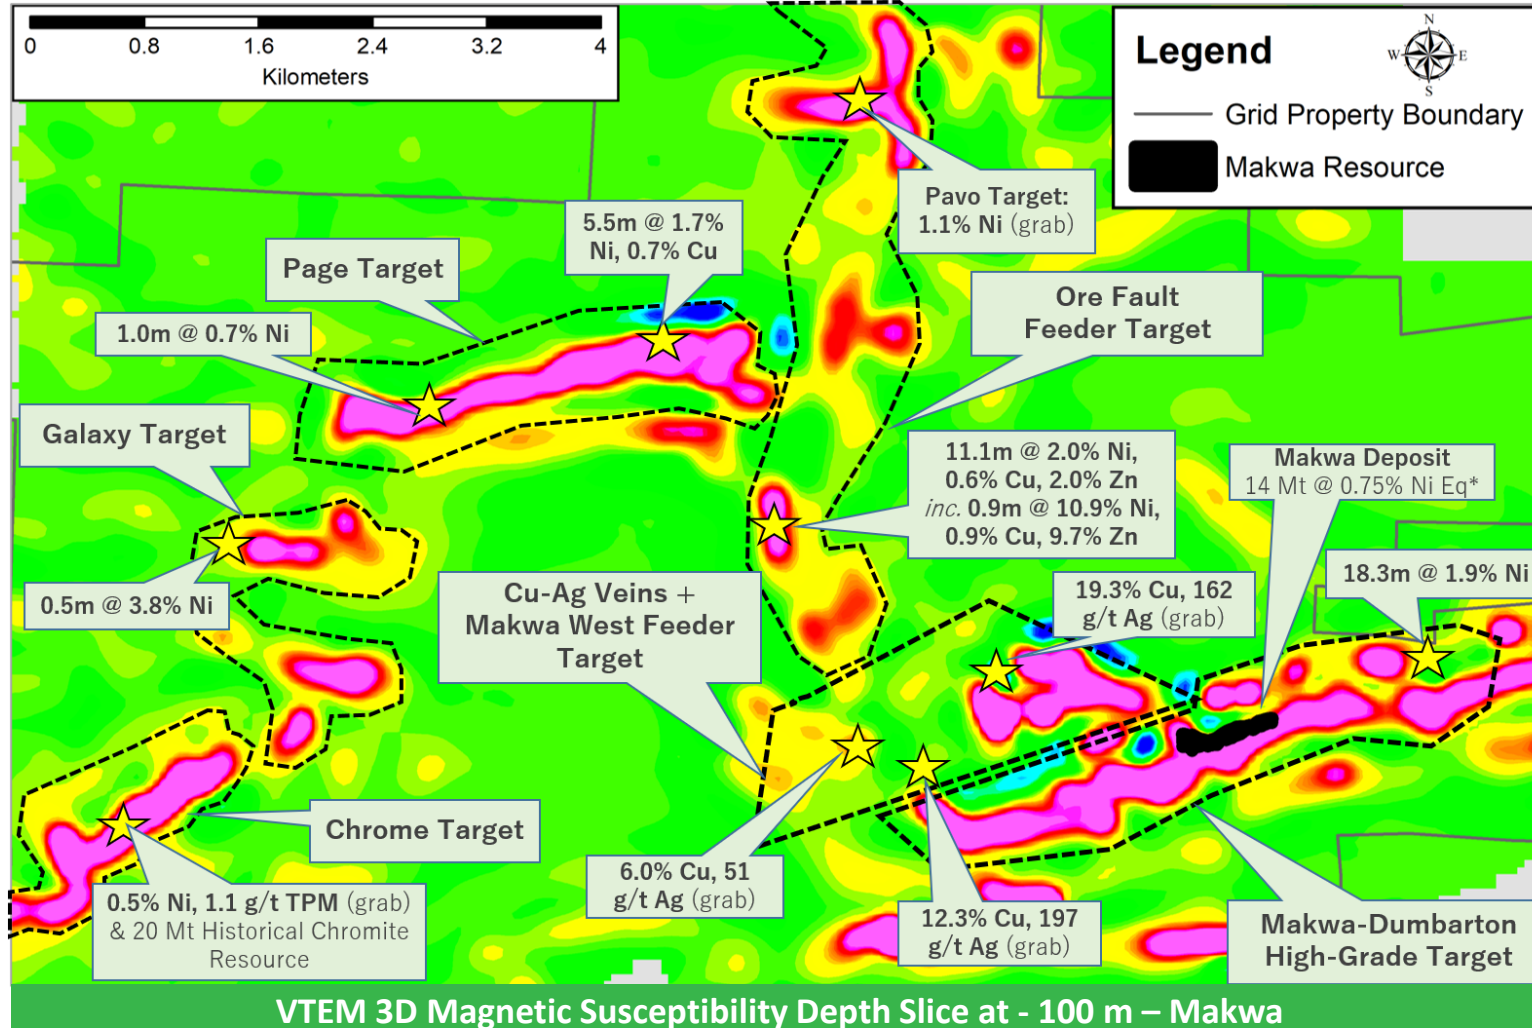 0 0.8 1.6 2.4 3.2 4
Kilometers
Legend
N
W E
S
Grid Property Boundary
Makwa Resource
Pavo Target:
1.1% Ni (grab)
5.5m @ 1.7%
Ni, 0.7% Cu
Page Target
1.0m @ 0.7% Ni
Ore Fault
Feeder Target
Galaxy Target
11.1m @ 2.0% Ni,
0.6% Cu, 2.0% Zn
inc. 0.9m @ 10.9% Ni,
0.9% Cu, 9.7% Zn
Makwa Deposit
14 Mt @ 0.75% Ni Eq*
0.5m @ 3.8% Ni
Cu-Ag Veins +
Makwa West Feeder
Target
19.3% Cu, 162
g/t Ag (grab)
18.3m @ 1.9% Ni
Chrome Target
0.5% Ni, 1.1 g/t TPM (grab)
& 20 Mt Historical Chromite
Resource
6.0% Cu, 51
g/t Ag (grab)
12.3% Cu, 197
g/t Ag (grab)
Makwa-Dumbarton
High-Grade Target
VTEM 3D Magnetic Susceptibility Depth Slice at - 100 m – Makwa